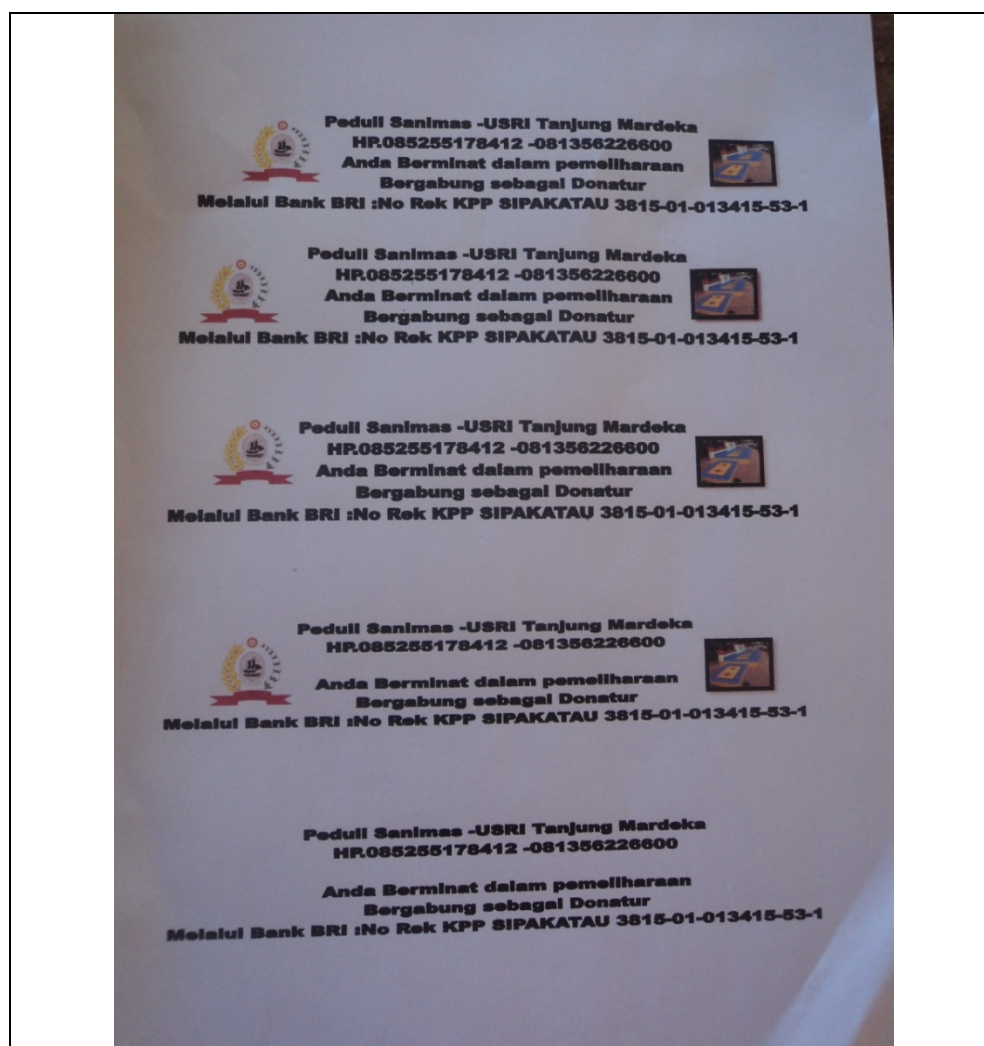 Peduli Sanimas -USRI Tanjung Mardeka
HP.085255178412 -081356226600
Anda Berminat dalam pemeliharaan
Bergabung sebagai Donatur
Melalui Bank BRI :No Rek KPP SIPAKATAU 3815-01-013415-53-1
Peduli Sanimas -USRI Tanjung Mardeka
HP.085255178412 -081356226600
Anda Berminat dalam pemeliharaan
Bergabung sebagai Donatur
Melalui Bank BRI :No Rek KPP SIPAKATAU 3815-01-013415-53-1
Peduli Sanimas -USRI Tanjung Mardeka
HP.085255178412 -081356226600
Anda Berminat dalam pemeliharaan
Bergabung sebagai Donatur
Melalui Bank BRI :No Rek KPP SIPAKATAU 3815-01-013415-53-1
Peduli Sanimas -USRI Tanjung Mardeka
HP.085255178412 -081356226600
Anda Berminat dalam pemeliharaan
Bergabung sebagai Donatur
Melalui Bank BRI :No Rek KPP SIPAKATAU 3815-01-013415-53-1
Peduli Sanimas -USRI Tanjung Mardeka
HP.085255178412 -081356226600
Anda Berminat dalam pemeliharaan
Bergabung sebagai Donatur
Melalui Bank BRI :No Rek KPP SIPAKATAU 3815-01-013415-53-1